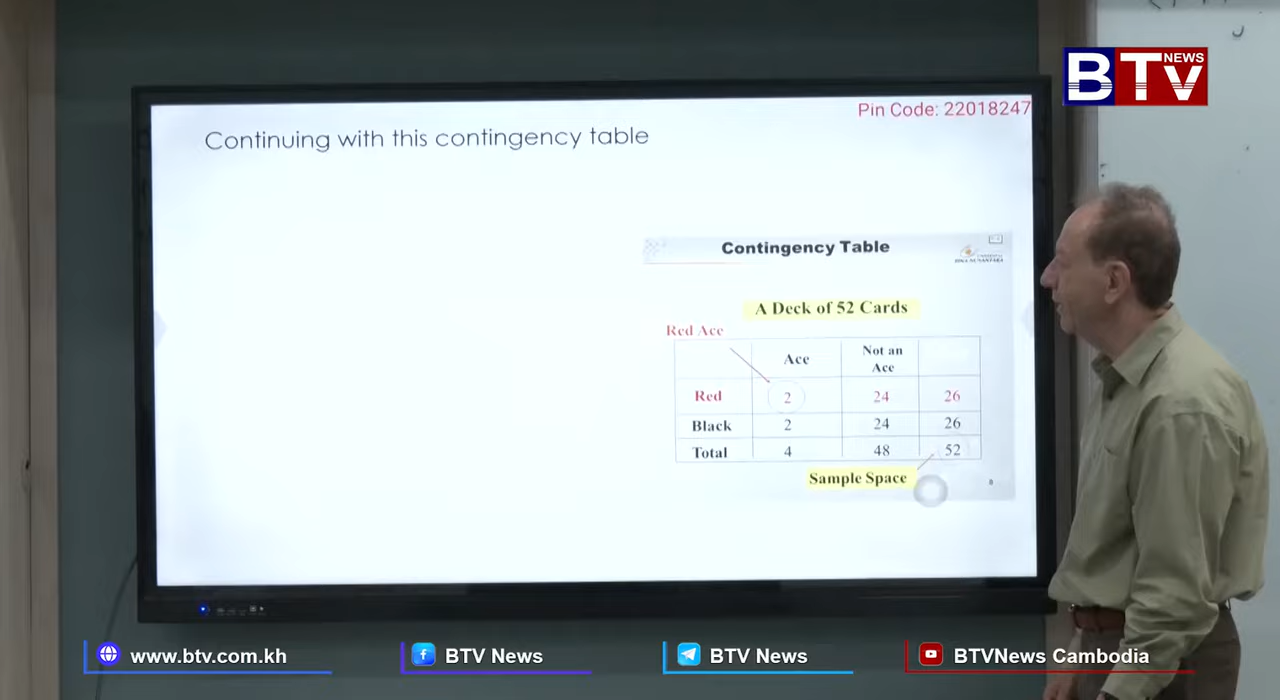 BTV NEWS
Pin Code: 22018247
Continuing with this contingency table
Contingency Table
A Deck of 52 Cards
Red Ace
Ace Not an Ace
Red 2 24 26
Black 2 24 26
Total 4 48 52
Sample Space
www.btv.com.kh BTV News BTV News BTVNews Cambodia